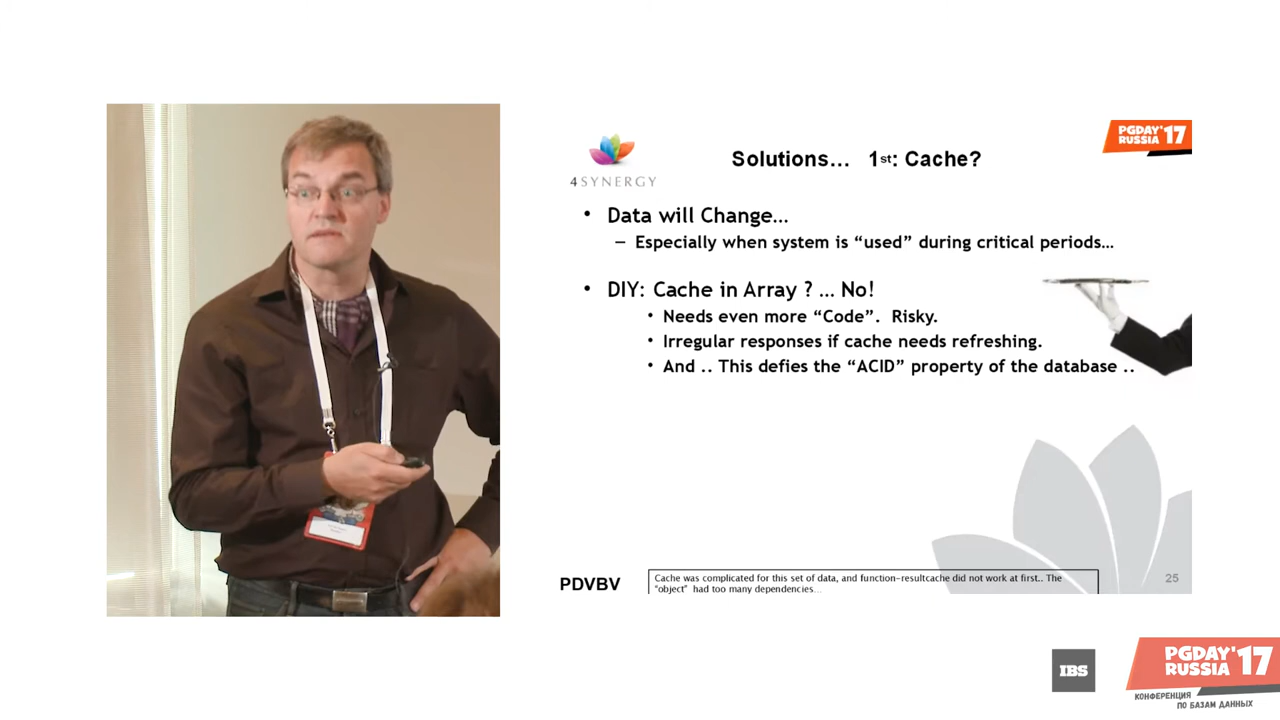 4SYNERGY
Solutions... 1st: Cache?
PGDAY'17
RUSSIA
• Data will Change...
– Especially when system is “used” during critical periods...
• DIY: Cache in Array ? ... No!
• Needs even more “Code”. Risky.
• Irregular responses if cache needs refreshing.
• And .. This defies the “ACID” property of the database ..
PDVBV
Cache was complicated for this set of data, and function-resultcache did not work at first.. The
"object" had too many dependencies...
25
IBS
PGDAY'17
RUSSIA
КОНФЕРЕНЦИЯ
ПО БАЗАМ ДАННЫХ